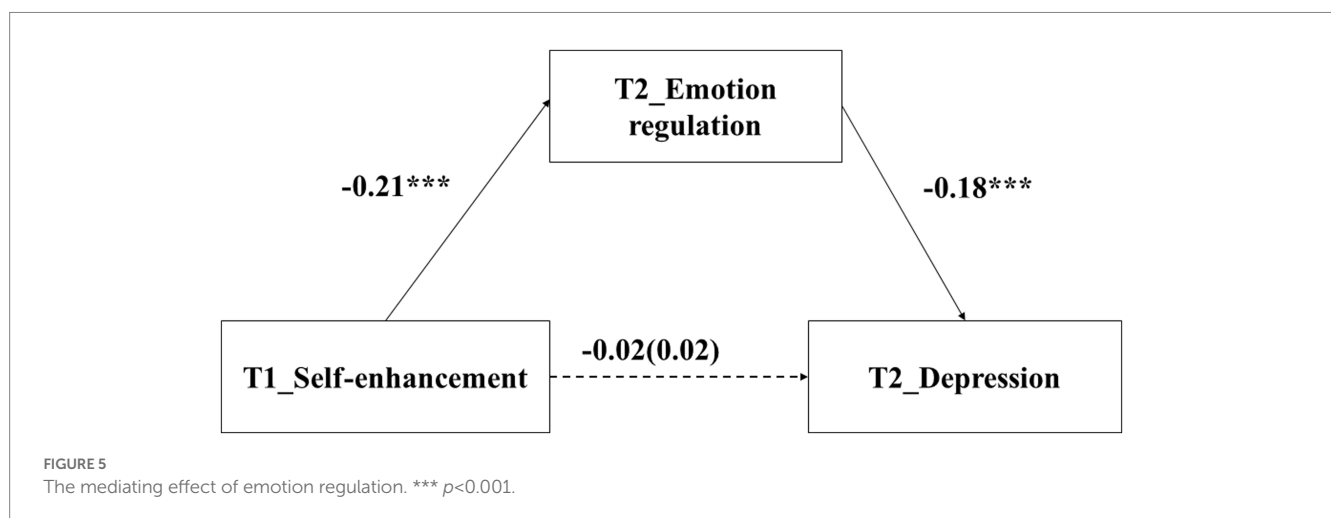 T2_Emotion
regulation
-0.21***
-0.18***
-0.02(0.02)
T1_Self-enhancement
T2_Depression
FIGURE 5
The mediating effect of emotion regulation. *** p<0.001.